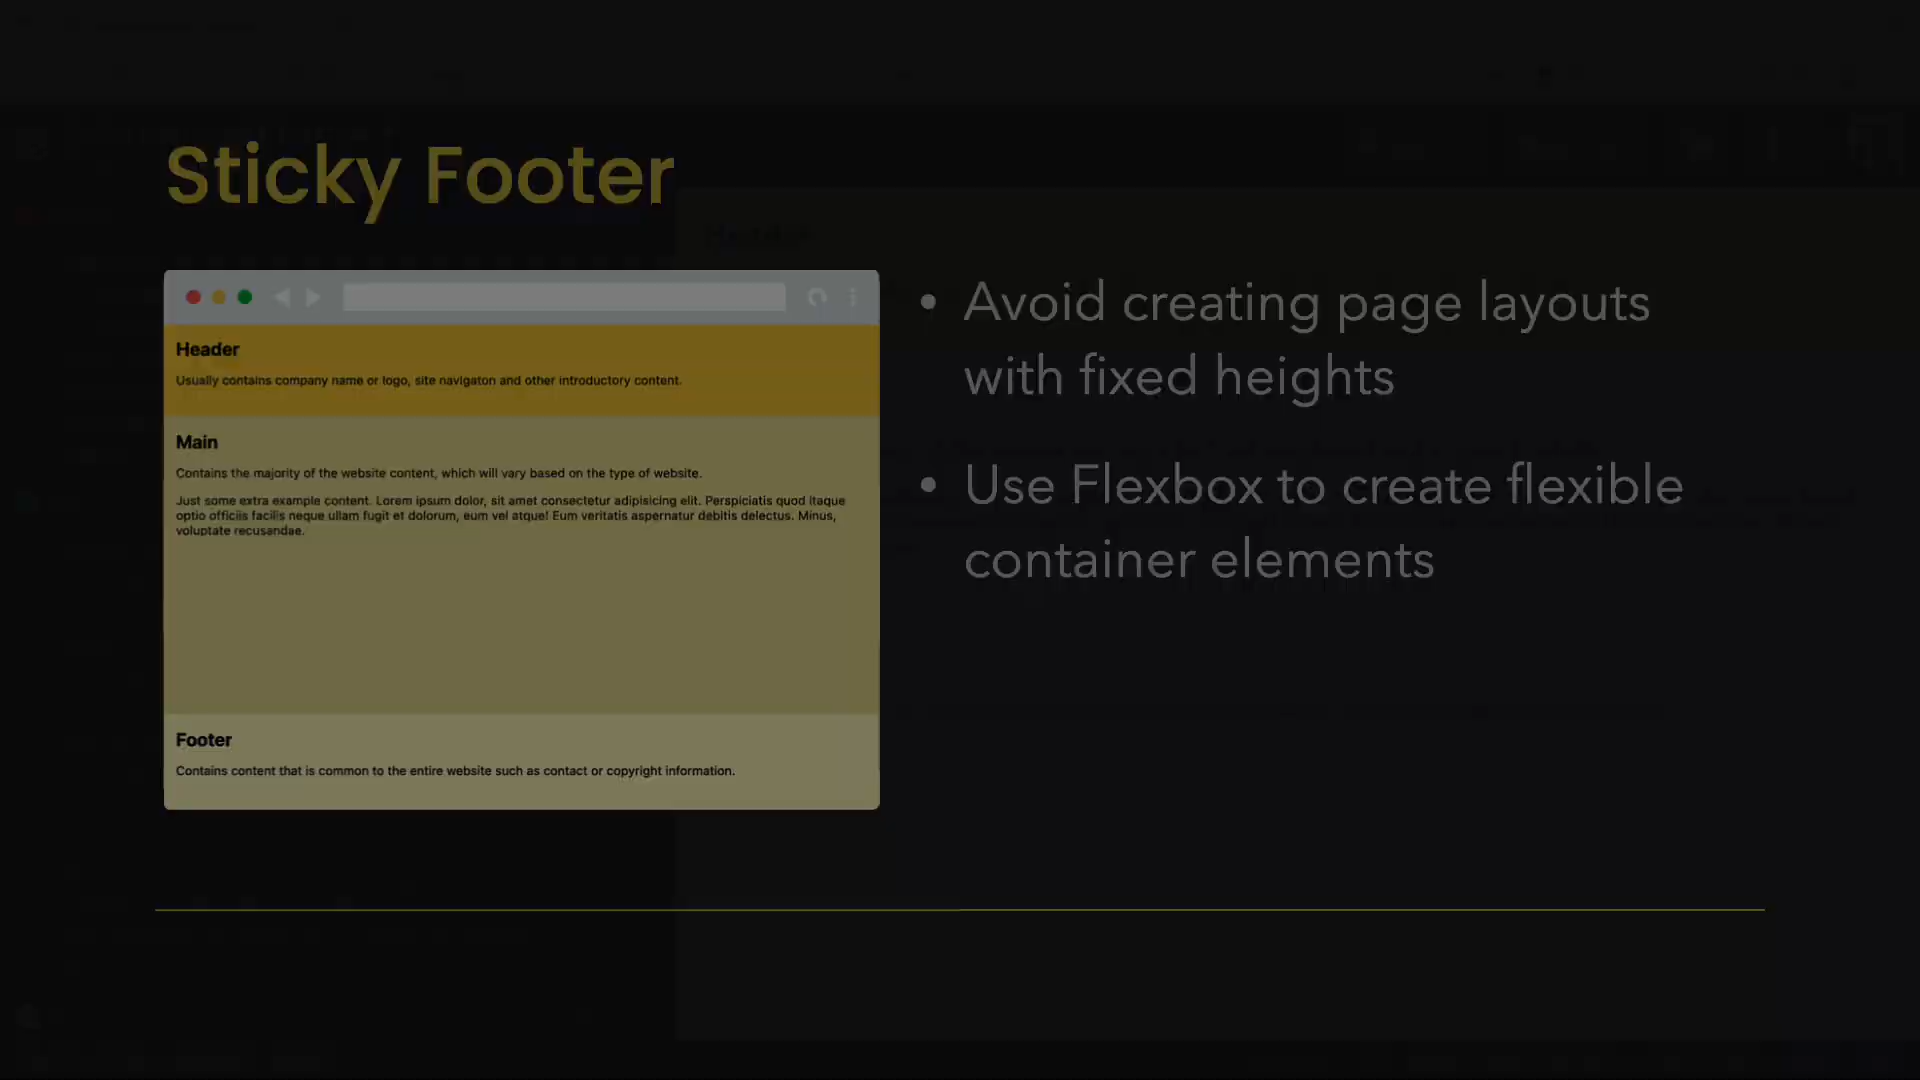 Sticky Footer
Header
Usually contains company name or logo, site navigaton and other introductory content.
Main
Contains the majority of the website content, which will vary based on the type of website.
Just some extra example content. Lorem ipsum dolor, sit amet consectetur adipisicing elit. Perspiciatis quod itaque
optio officiis facilis neque ullam fugit et dolorum, eum vel atque! Eum veritatis aspernatur debitis delectus. Minus,
voluptate recusandae.
Footer
Contains content that is common to the entire website such as contact or copyright information.
• Avoid creating page layouts
with fixed heights
• Use Flexbox to create flexible
container elements